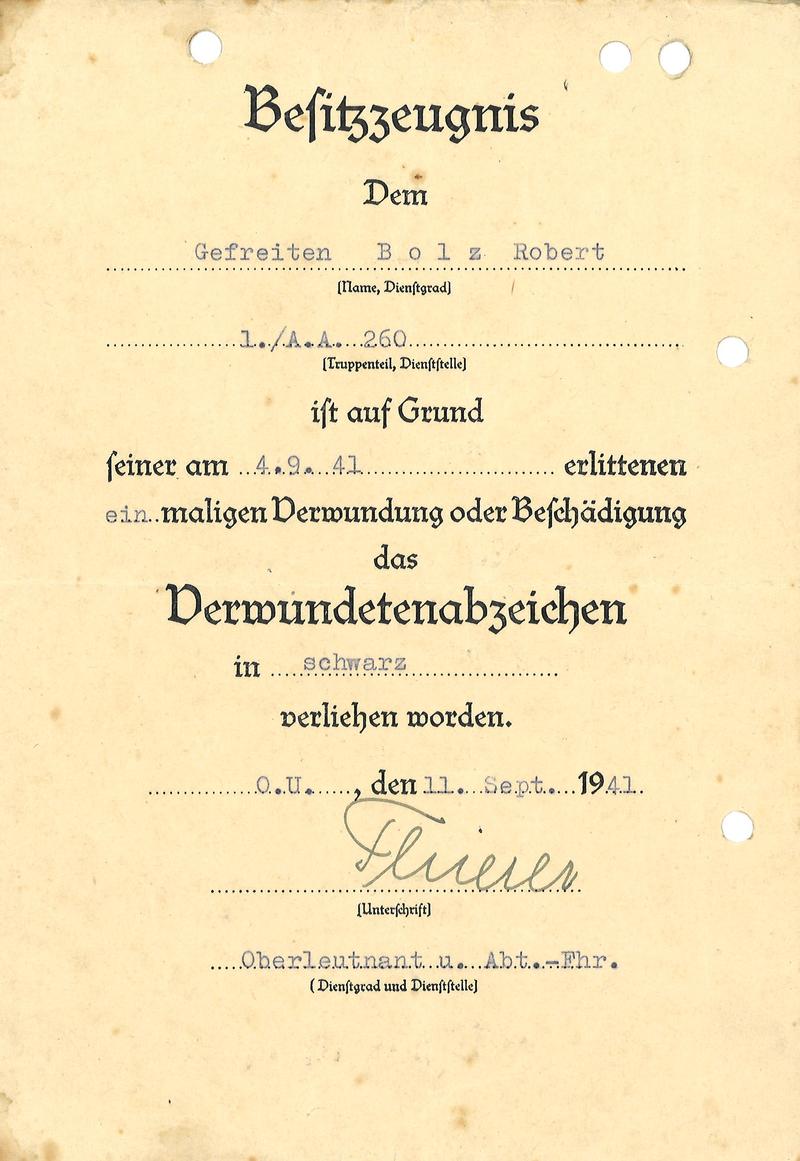 Besitzzeugnis
Dem
Gefreiten B o l z Robert
(Name, Dienstgrad)
1./A.A. 260
(Truppenteil, Dienststelle)
ist auf Grund
seiner am 4.9. 41 erlittenen
ein maligen Verwundung oder Beschädigung
das
Verwundetenabzeichen
in schwarz
verliehen worden.
O.U. , den 11. Sept. 1941.
(Unterschrift)
Oberleutnant u. Abt.-Fhr.
(Dienstgrad und Dienststelle)